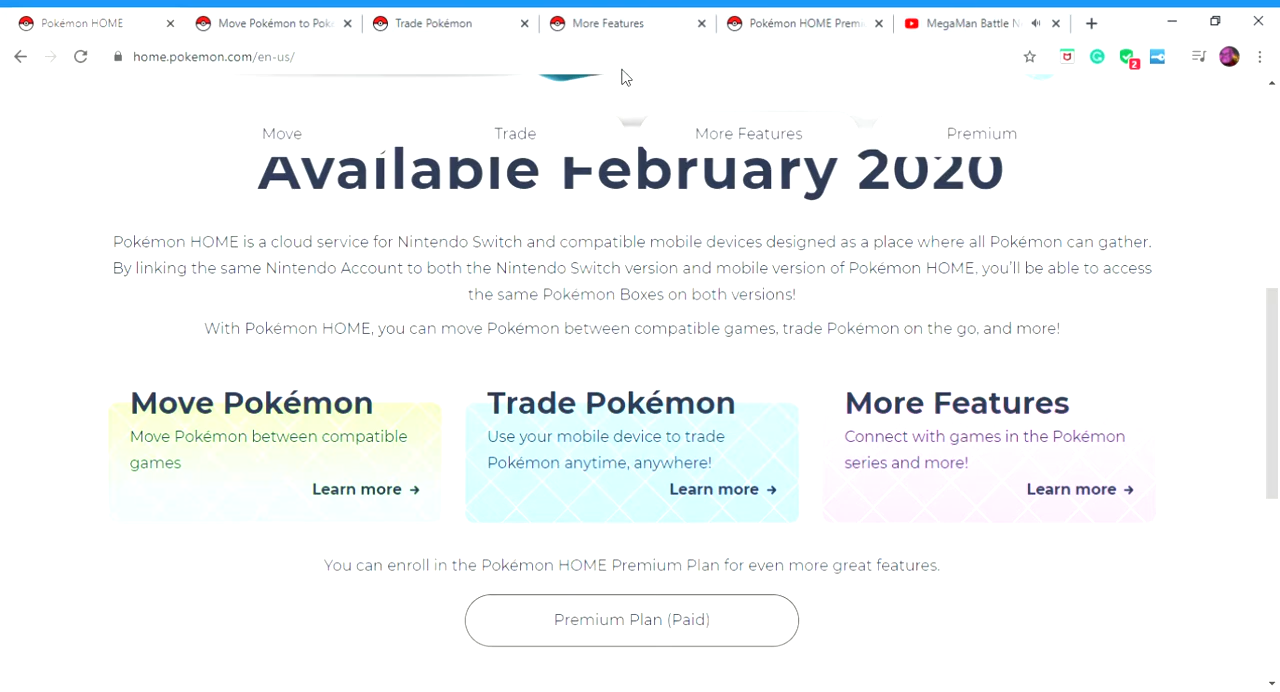 Pokémon HOME
Move Pokémon to Pok
Trade Pokémon
More Features
Pokémon HOME Prem
MegaMan Battle N
home.pokemon.com/en-us/
2
Move
Trade
More Features
Premium
Available February 2020
Pokémon HOME is a cloud service for Nintendo Switch and compatible mobile devices designed as a place where all Pokémon can gather.
By linking the same Nintendo Account to both the Nintendo Switch version and mobile version of Pokémon HOME, you'll be able to access
the same Pokémon Boxes on both versions!
With Pokémon HOME, you can move Pokémon between compatible games, trade Pokémon on the go, and more!
Move Pokémon
Move Pokémon between compatible
games
Learn more →
Trade Pokémon
Use your mobile device to trade
Pokémon anytime, anywhere!
Learn more →
More Features
Connect with games in the Pokémon
series and more!
Learn more →
You can enroll in the Pokémon HOME Premium Plan for even more great features.
Premium Plan (Paid)